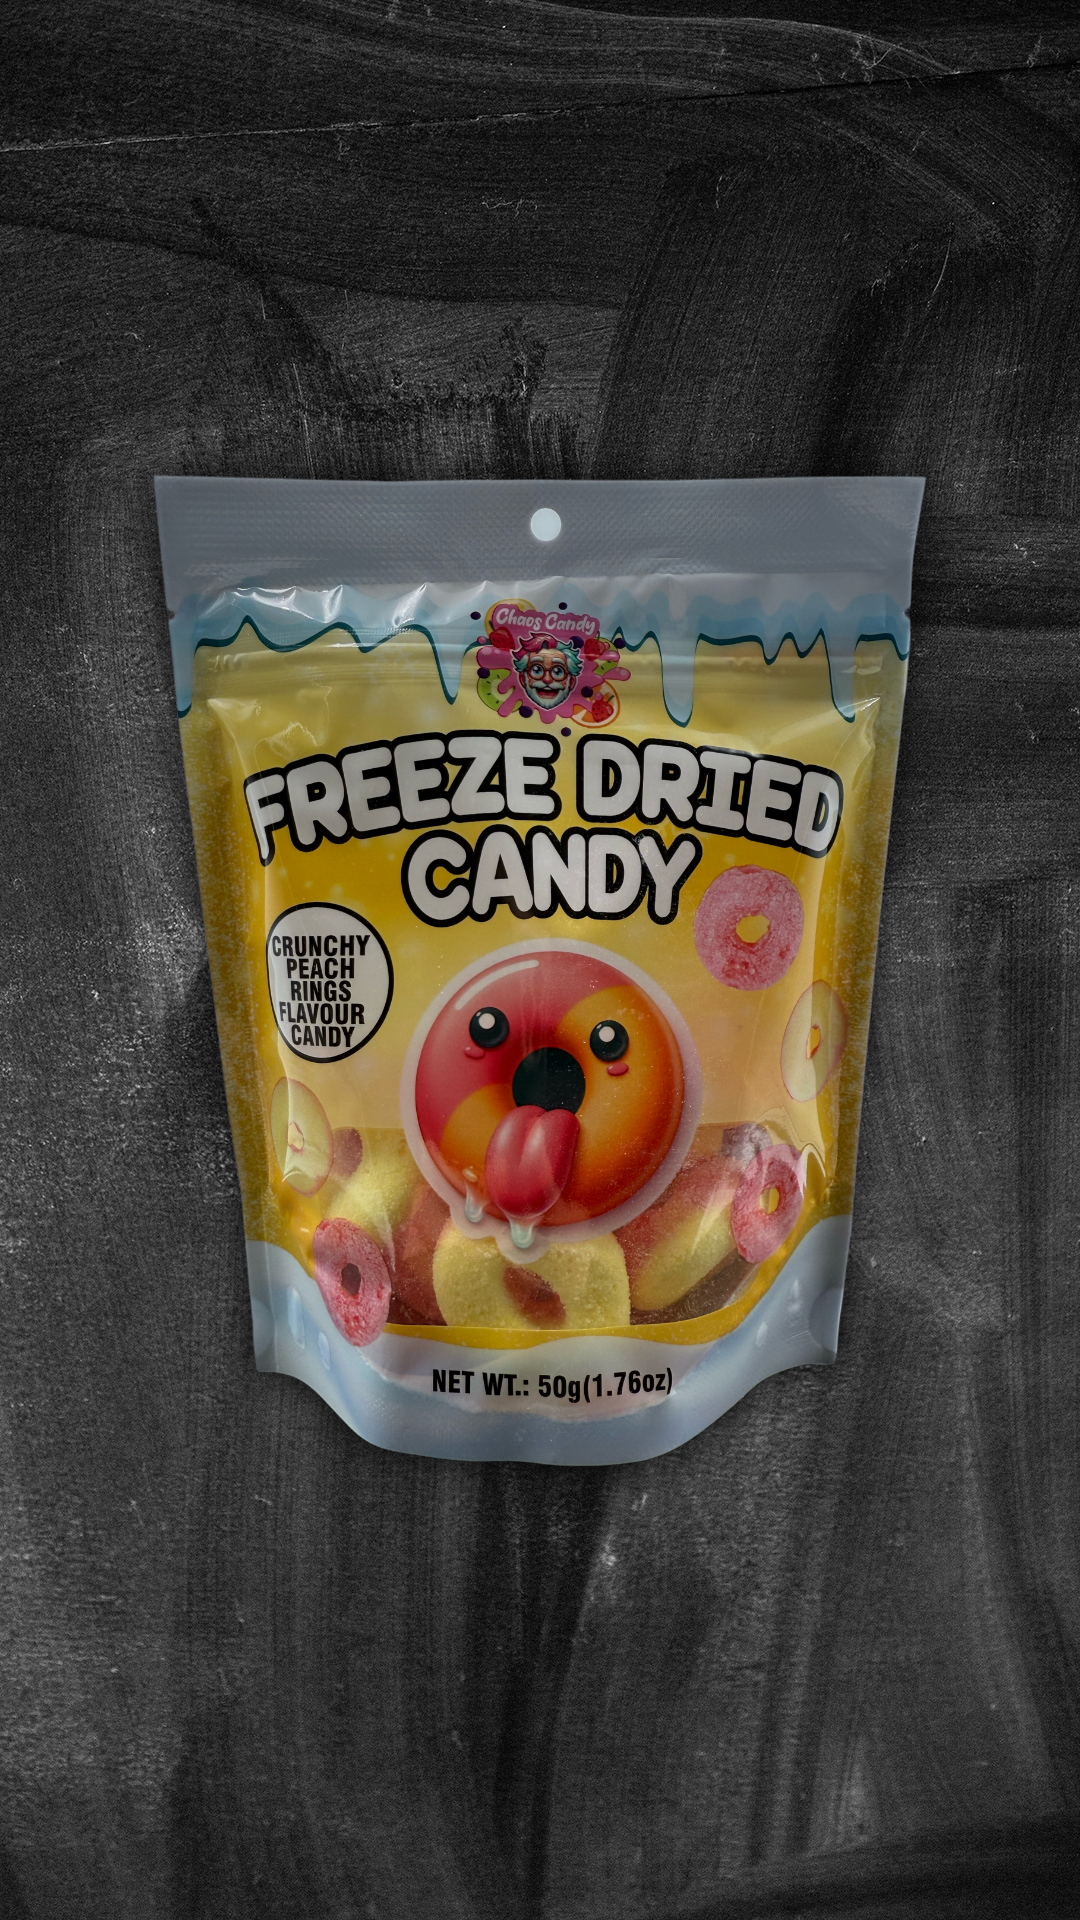 Chaos Candy
FREEZE DRIED
CANDY
CRUNCHY
PEACH
RINGS
FLAVOUR
CANDY
NET WT.: 50g(1.76oz)